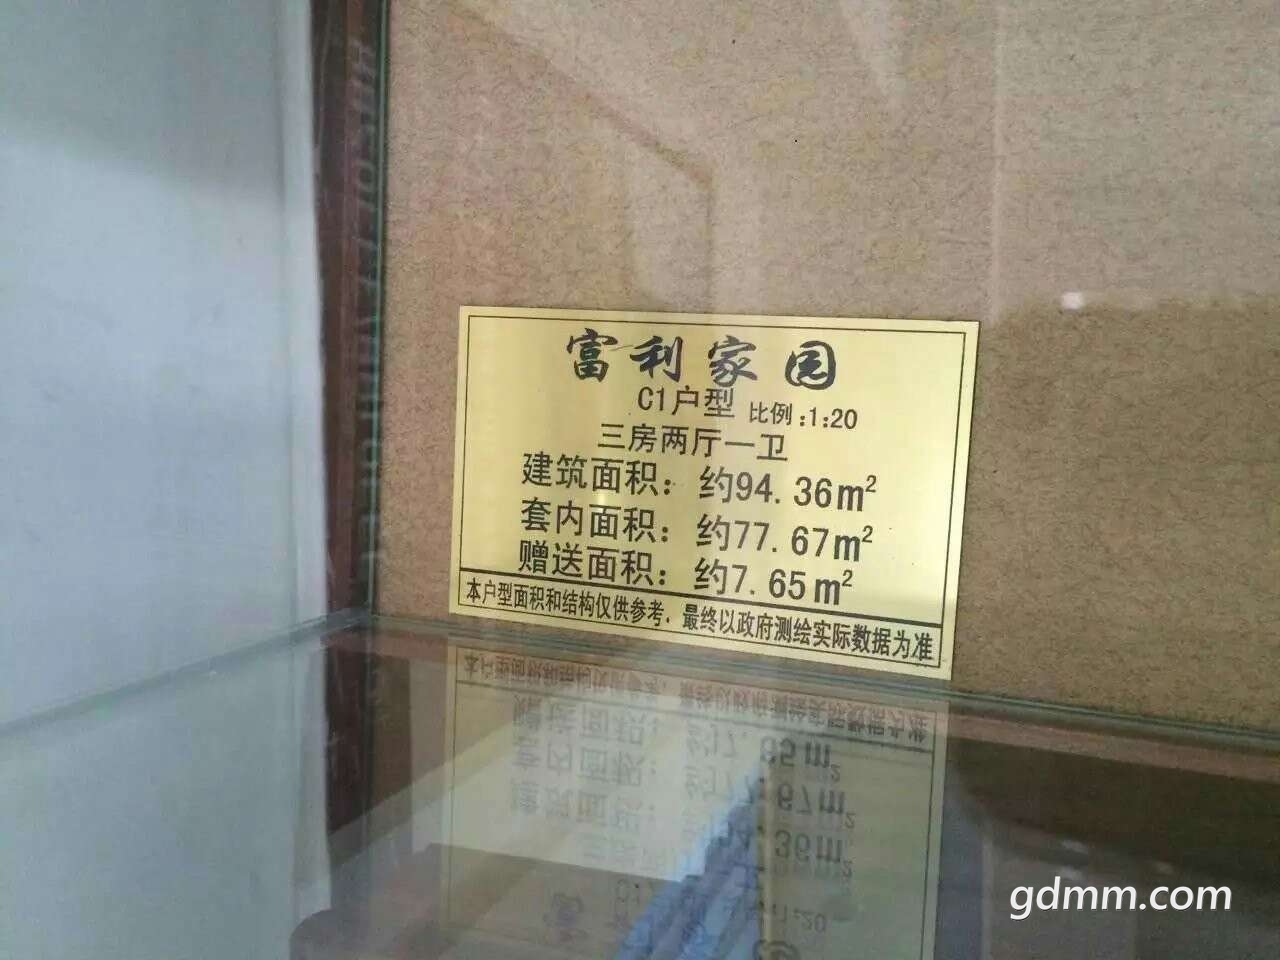 富利家园
C1户型 比例:1:20
三房两厅一卫
建筑面积：约94.36m²
套内面积：约77.67m²
赠送面积：约7.65m²
本户型面积和结构仅供参考，最终以政府测绘实际数据为准
gdmm.com